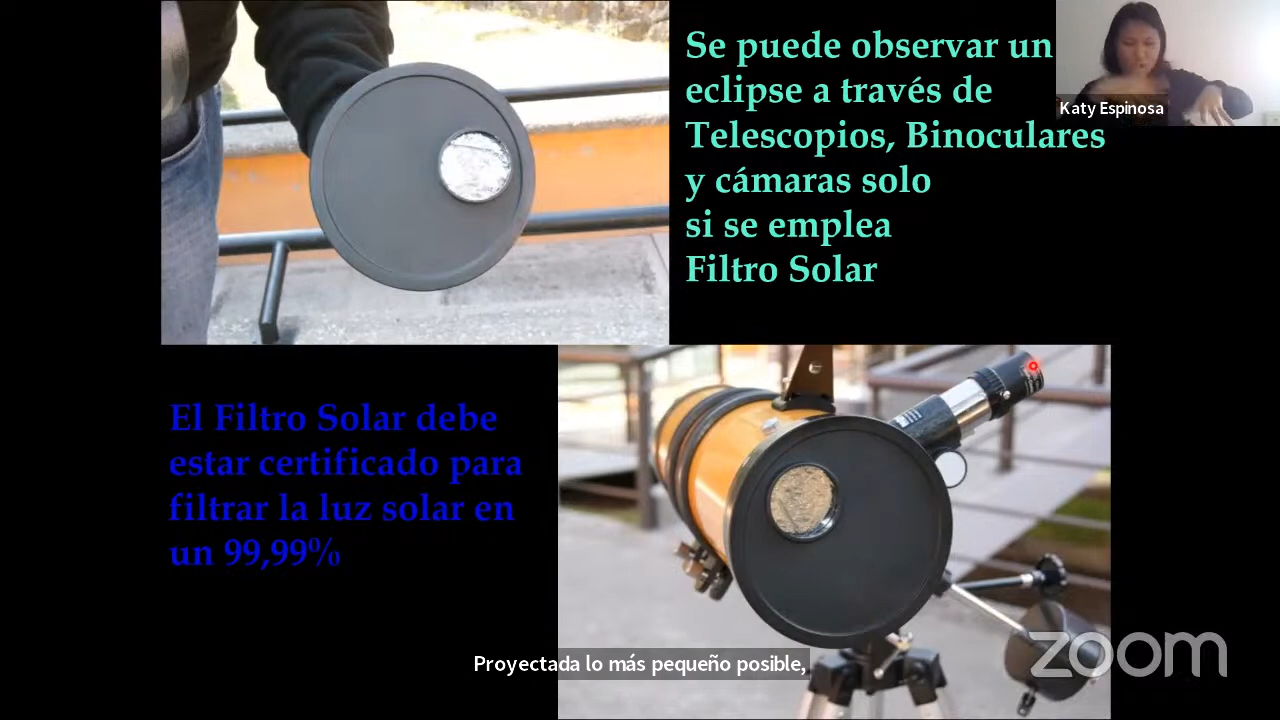 Se puede observar un
eclipse a través de
Telescopios, Binoculares
y cámaras solo
si se emplea
Filtro Solar
Katy Espinosa
El Filtro Solar debe
estar certificado para
filtrar la luz solar en
un 99,99%
Proyectada lo más pequeño posible,
zoom